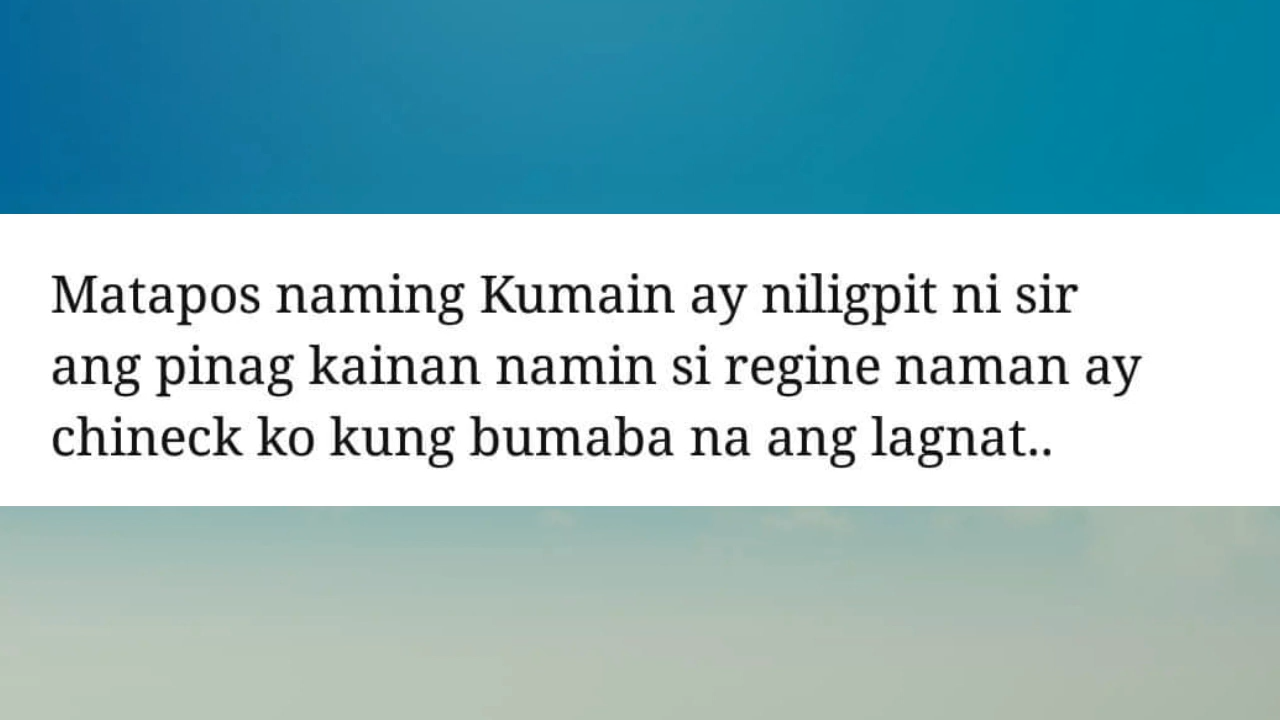 Matapos naming Kumain ay niligpit ni sir
ang pinag kainan namin si regine naman ay
chineck ko kung bumaba na ang lagnat..